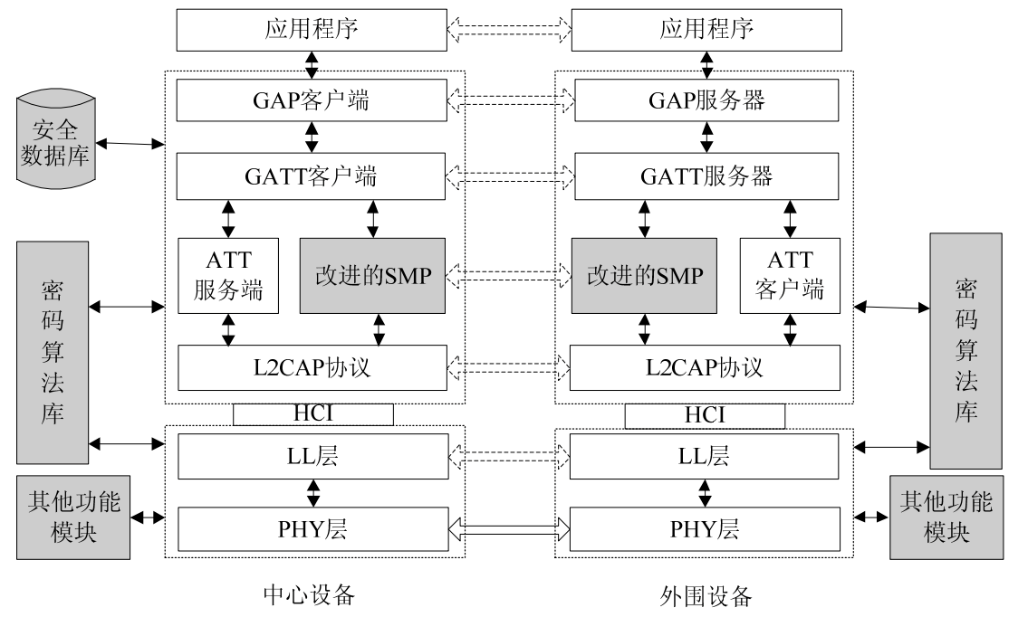 应用程序
应用程序
GAP客户端
GAP服务器
安全
数据库
GATT客户端
GATT服务器
ATT
服务端
改进的SMP
改进的SMP
ATT
客户端
密
码
算
法
库
密
码
算
法
库
L2CAP协议
L2CAP协议
HCI
HCI
LL层
LL层
其他功能
模块
其他功能
模块
PHY层
PHY层
中心设备
外围设备